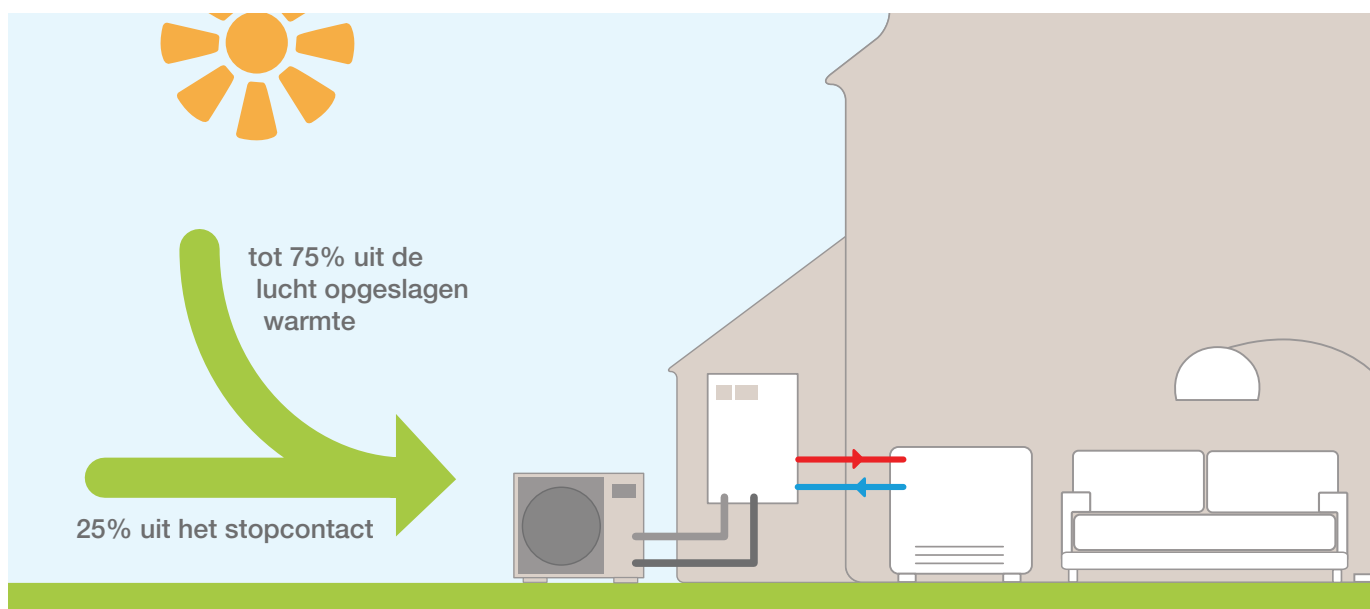 tot 75% uit de
lucht opgeslagen
warmte
25% uit het stopcontact